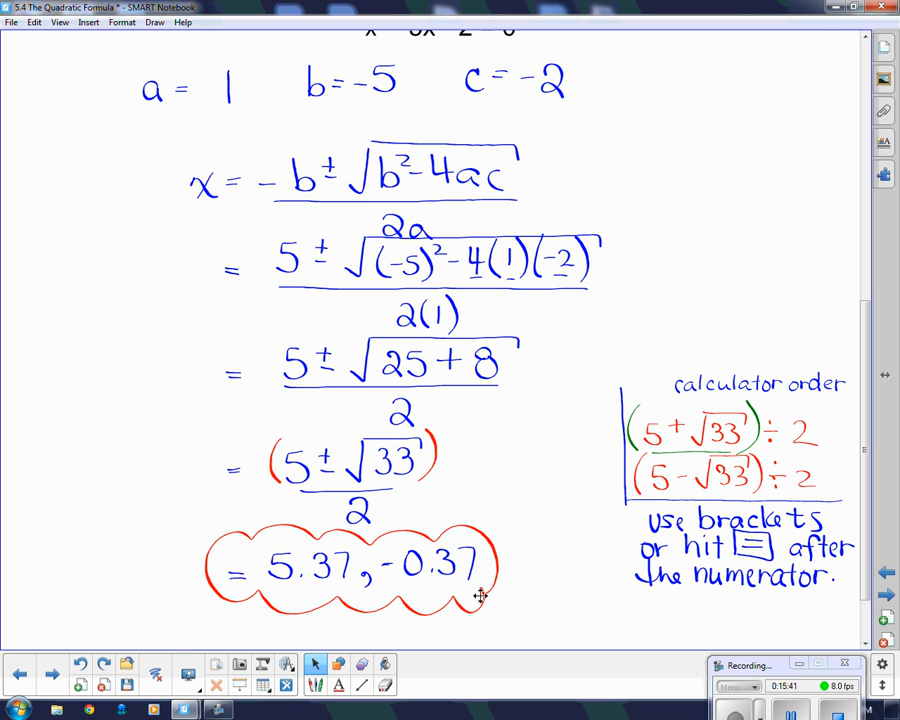 5.4 The Quadratic Formula * - SMART Notebook
File Edit View Insert Format Draw Help
a = 1 b = -5 c = -2
x = -b ± √b² - 4ac
2a
= 5 ± √(-5)² - 4(1)(-2)
2(1)
= 5 ± √25 + 8
2
= (5 ± √33)
2
= 5.37, -0.37
calculator order
(5 + √33) ÷ 2
(5 - √33) ÷ 2
use brackets
or hit = after
the numerator.
Recording...
Menu
0:15:41
8.0 fps